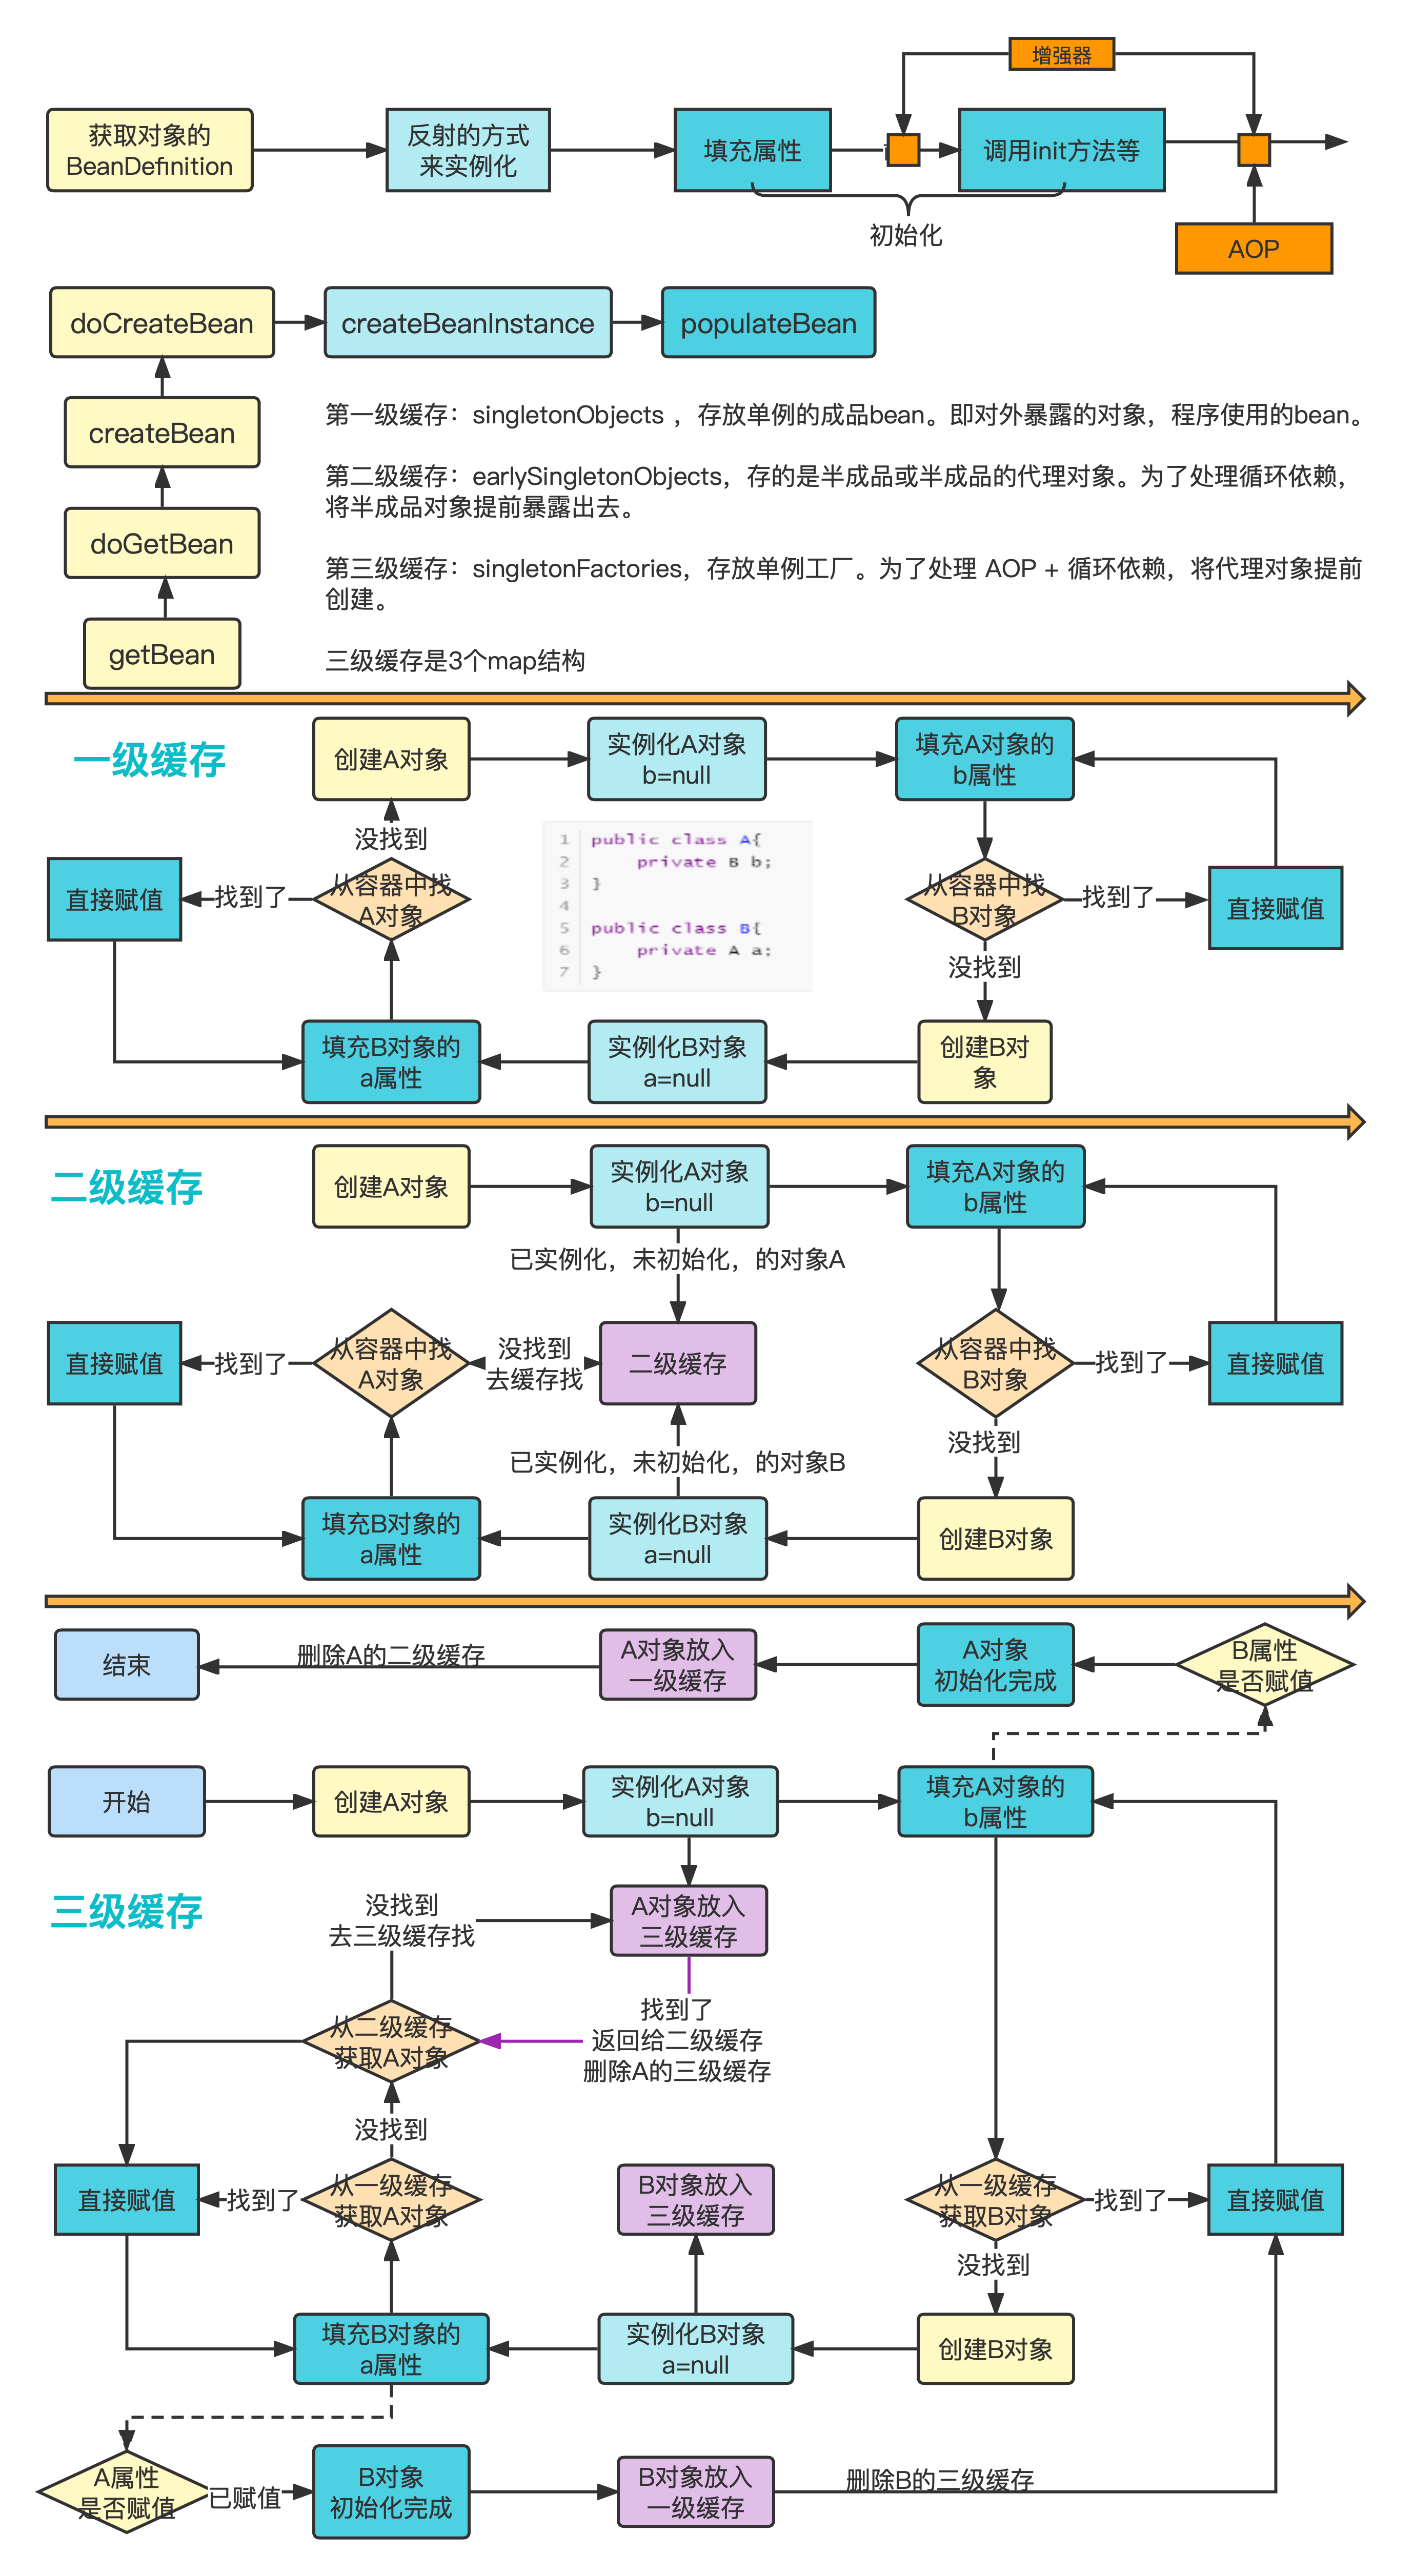 增强器
获取对象的
BeanDefinition
反射的方式
来实例化
填充属性
调用init方法等
初始化
AOP
doCreateBean
createBeanInstance
populateBean
createBean
doGetBean
getBean
第一级缓存：singletonObjects ，存放单例的成品bean。即对外暴露的对象，程序使用的bean。
第二级缓存：earlySingletonObjects，存的是半成品或半成品的代理对象。为了处理循环依赖，
将半成品对象提前暴露出去。
第三级缓存：singletonFactories，存放单例工厂。为了处理 AOP + 循环依赖，将代理对象提前
创建。
三级缓存是3个map结构
一级缓存
创建A对象
实例化A对象
b=null
填充A对象的
b属性
没找到
1 public class A{
2 private B b;
3 }
4
5 public class B{
6 private A a;
7 }
直接赋值
找到了
从容器中找
A对象
从容器中找
B对象
找到了
直接赋值
没找到
填充B对象的
a属性
实例化B对象
a=null
创建B对
象
二级缓存
创建A对象
实例化A对象
b=null
填充A对象的
b属性
已实例化，未初始化，的对象A
直接赋值
找到了
从容器中找
A对象
没找到
去缓存找
二级缓存
从容器中找
B对象
找到了
直接赋值
没找到
已实例化，未初始化，的对象B
填充B对象的
a属性
实例化B对象
a=null
创建B对象
结束
删除A的二级缓存
A对象放入
一级缓存
A对象
初始化完成
B属性
是否赋值
开始
创建A对象
实例化A对象
b=null
填充A对象的
b属性
三级缓存
没找到
去三级缓存找
A对象放入
三级缓存
从二级缓存
获取A对象
找到了
返回给二级缓存
删除A的三级缓存
没找到
直接赋值
找到了
从一级缓存
获取A对象
B对象放入
三级缓存
从一级缓存
获取B对象
找到了
直接赋值
没找到
填充B对象的
a属性
实例化B对象
a=null
创建B对象
A属性
是否赋值
已赋值
B对象
初始化完成
B对象放入
一级缓存
删除B的三级缓存